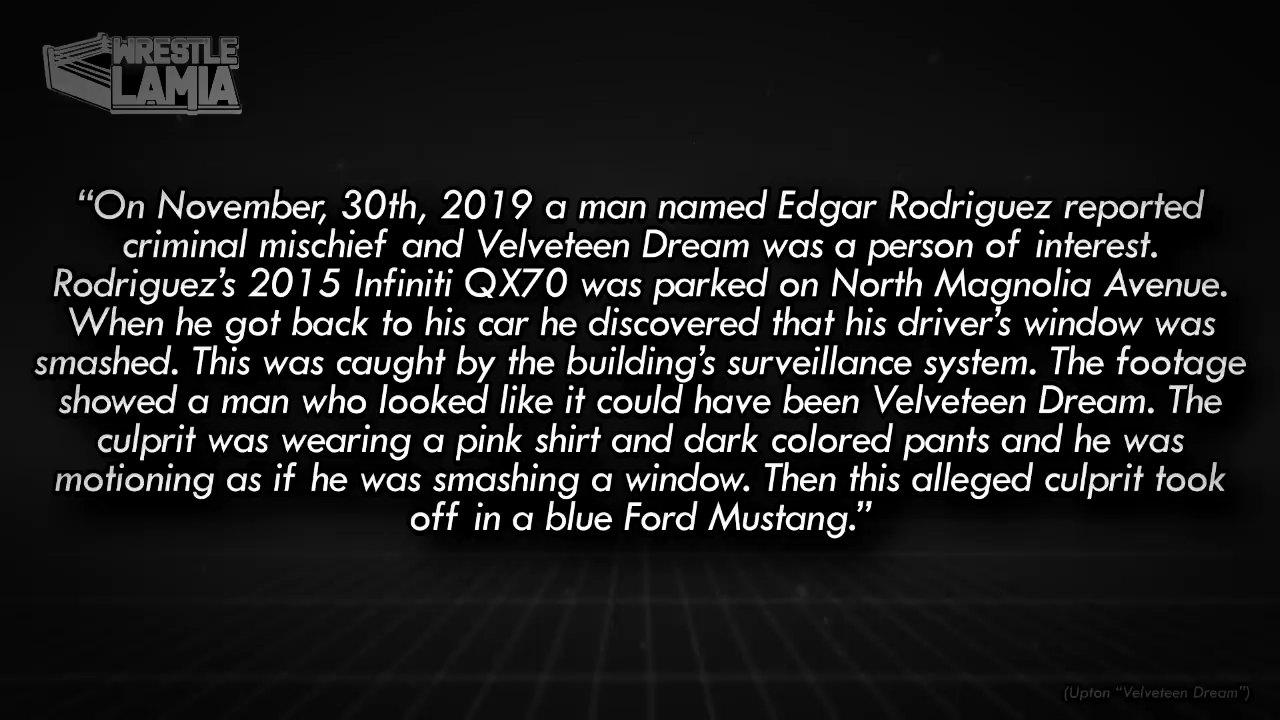 WRESTLE
LAMIA
“On November, 30th, 2019 a man named Edgar Rodriguez reported
criminal mischief and Velveteen Dream was a person of interest.
Rodriguez’s 2015 Infiniti QX70 was parked on North Magnolia Avenue.
When he got back to his car he discovered that his driver’s window was
smashed. This was caught by the building’s surveillance system. The footage
showed a man who looked like it could have been Velveteen Dream. The
culprit was wearing a pink shirt and dark colored pants and he was
motioning as if he was smashing a window. Then this alleged culprit took
off in a blue Ford Mustang.”
(Upton “Velveteen Dream”)